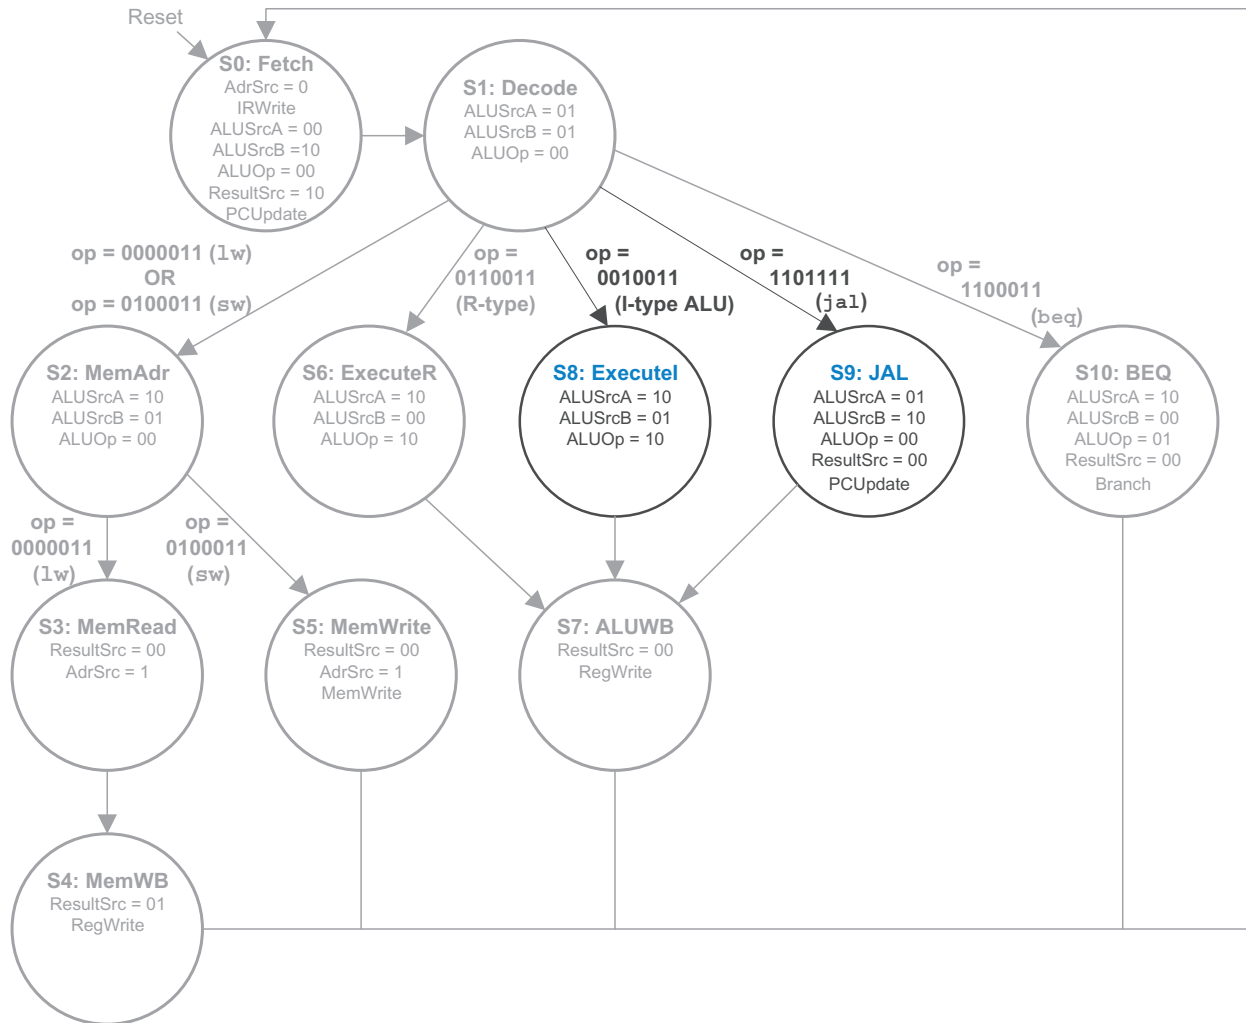 Reset
S0: Fetch
AdrSrc = 0
IRWrite
ALUSrcA = 00
ALUSrcB =10
ALUOp = 00
ResultSrc = 10
PCUpdate
S1: Decode
ALUSrcA = 01
ALUSrcB = 01
ALUOp = 00
op = 0000011 (lw)
OR
op = 0100011 (sw)
op =
0110011
(R-type)
op =
0010011
(I-type ALU)
op =
1101111
(jal)
op =
1100011
(beq)
S2: MemAdr
ALUSrcA = 10
ALUSrcB = 01
ALUOp = 00
S6: ExecuteR
ALUSrcA = 10
ALUSrcB = 00
ALUOp = 10
S8: ExecuteI
ALUSrcA = 10
ALUSrcB = 01
ALUOp = 10
S9: JAL
ALUSrcA = 01
ALUSrcB = 10
ALUOp = 00
ResultSrc = 00
PCUpdate
S10: BEQ
ALUSrcA = 10
ALUSrcB = 00
ALUOp = 01
ResultSrc = 00
Branch
op =
0000011
(lw)
op =
0100011
(sw)
S3: MemRead
ResultSrc = 00
AdrSrc = 1
S5: MemWrite
ResultSrc = 00
AdrSrc = 1
MemWrite
S7: ALUWB
ResultSrc = 00
RegWrite
S4: MemWB
ResultSrc = 01
RegWrite